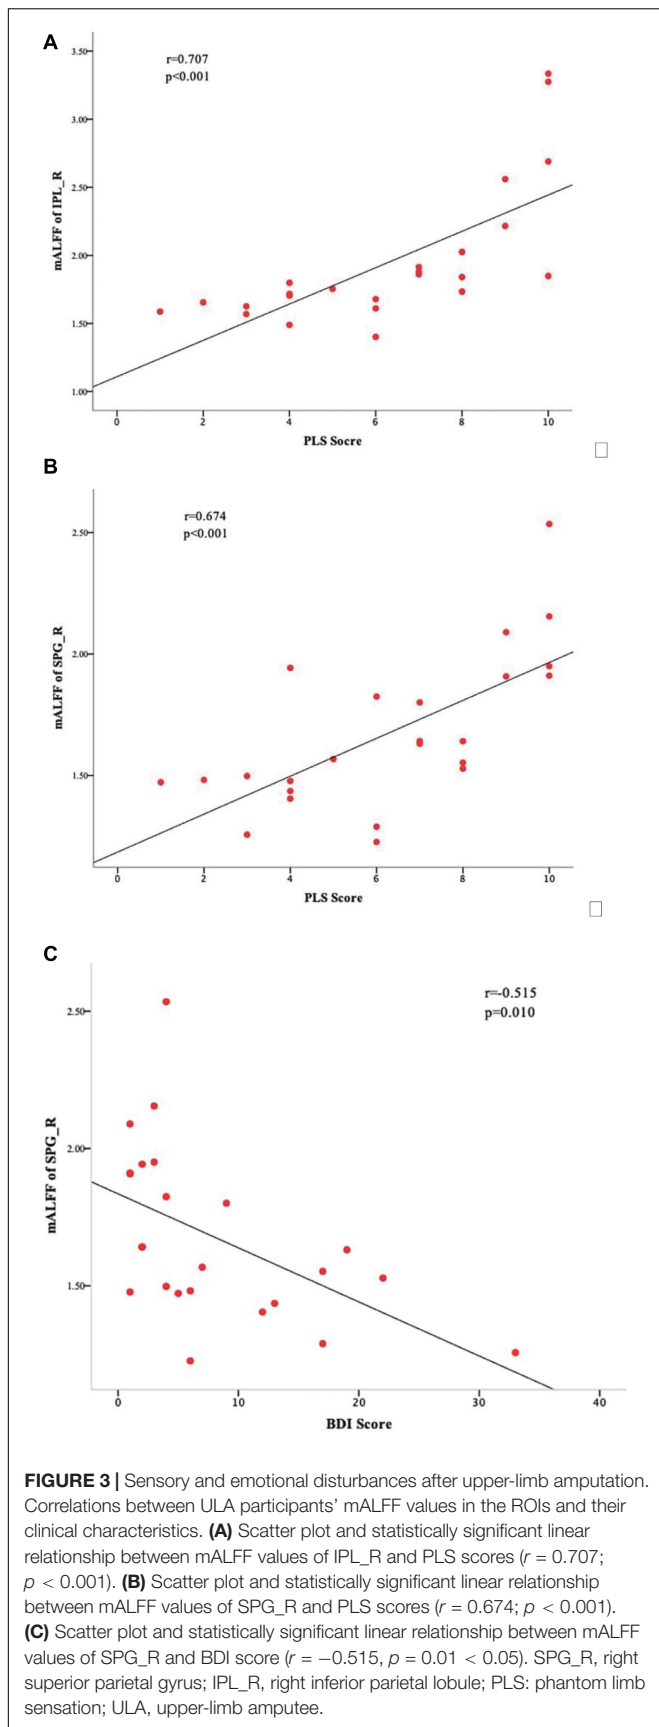 A
r=0.707
p<0.001
3.50
3.00
2.50
2.00
1.50
1.00
mALFF of IPL_R
0 2 4 6 8 10
PLS Socre
B
r=0.674
p<0.001
2.50
2.00
1.50
mALFF of SPG_R
0 2 4 6 8 10
PLS Score
C
r=-0.515
p=0.010
2.50
2.00
1.50
mALFF of SPG_R
0 10 20 30 40
BDI Score
FIGURE 3 | Sensory and emotional disturbances after upper-limb amputation.
Correlations between ULA participants’ mALFF values in the ROIs and their
clinical characteristics. (A) Scatter plot and statistically significant linear
relationship between mALFF values of IPL_R and PLS scores (r = 0.707;
p < 0.001). (B) Scatter plot and statistically significant linear relationship
between mALFF values of SPG_R and PLS scores (r = 0.674; p < 0.001).
(C) Scatter plot and statistically significant linear relationship between mALFF
values of SPG_R and BDI score (r = −0.515, p = 0.01 < 0.05). SPG_R, right
superior parietal gyrus; IPL_R, right inferior parietal lobule; PLS: phantom limb
sensation; ULA, upper-limb amputee.